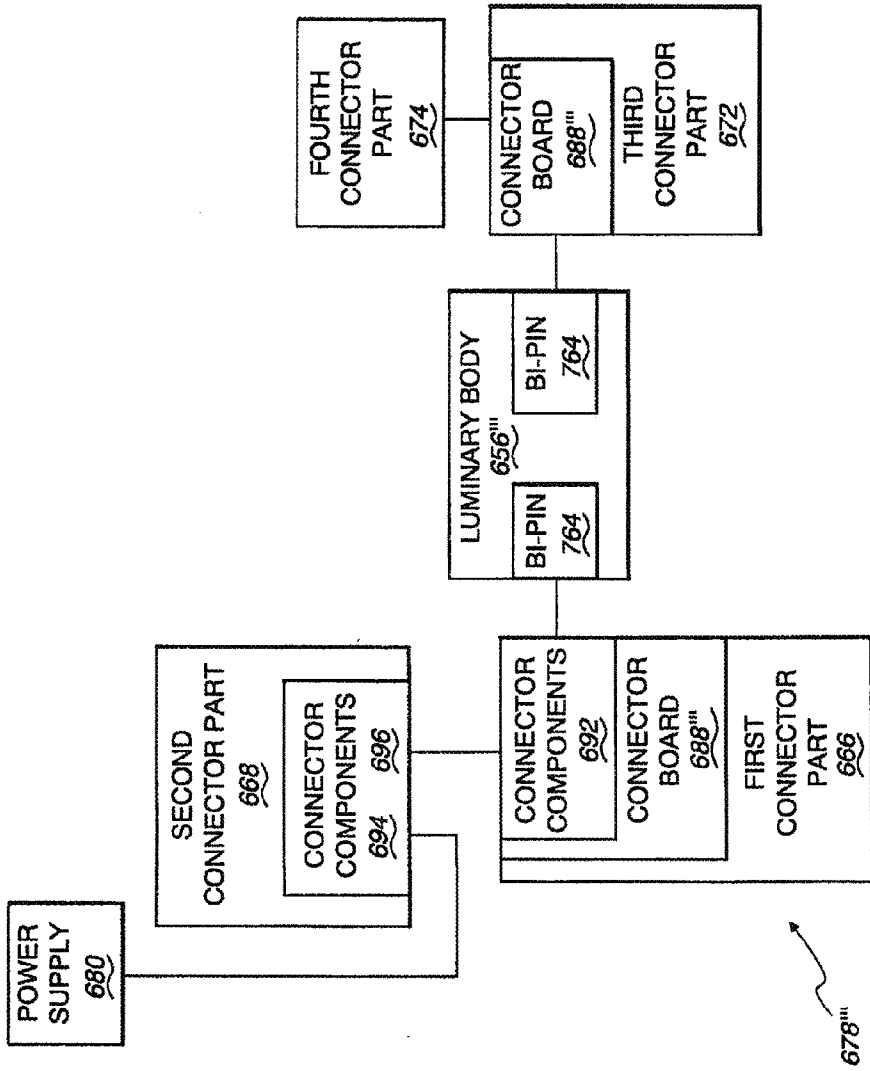 POWER
SUPPLY
680
SECOND
CONNECTOR PART
668
CONNECTOR
COMPONENTS
694 696
FOURTH
CONNECTOR
PART
674
CONNECTOR
COMPONENTS
692
CONNECTOR
BOARD
688'''
FIRST
CONNECTOR
PART
666
LUMINARY BODY
656'''
BI-PIN
764
BI-PIN
764
CONNECTOR
BOARD
688'''
THIRD
CONNECTOR
PART
672
678'''